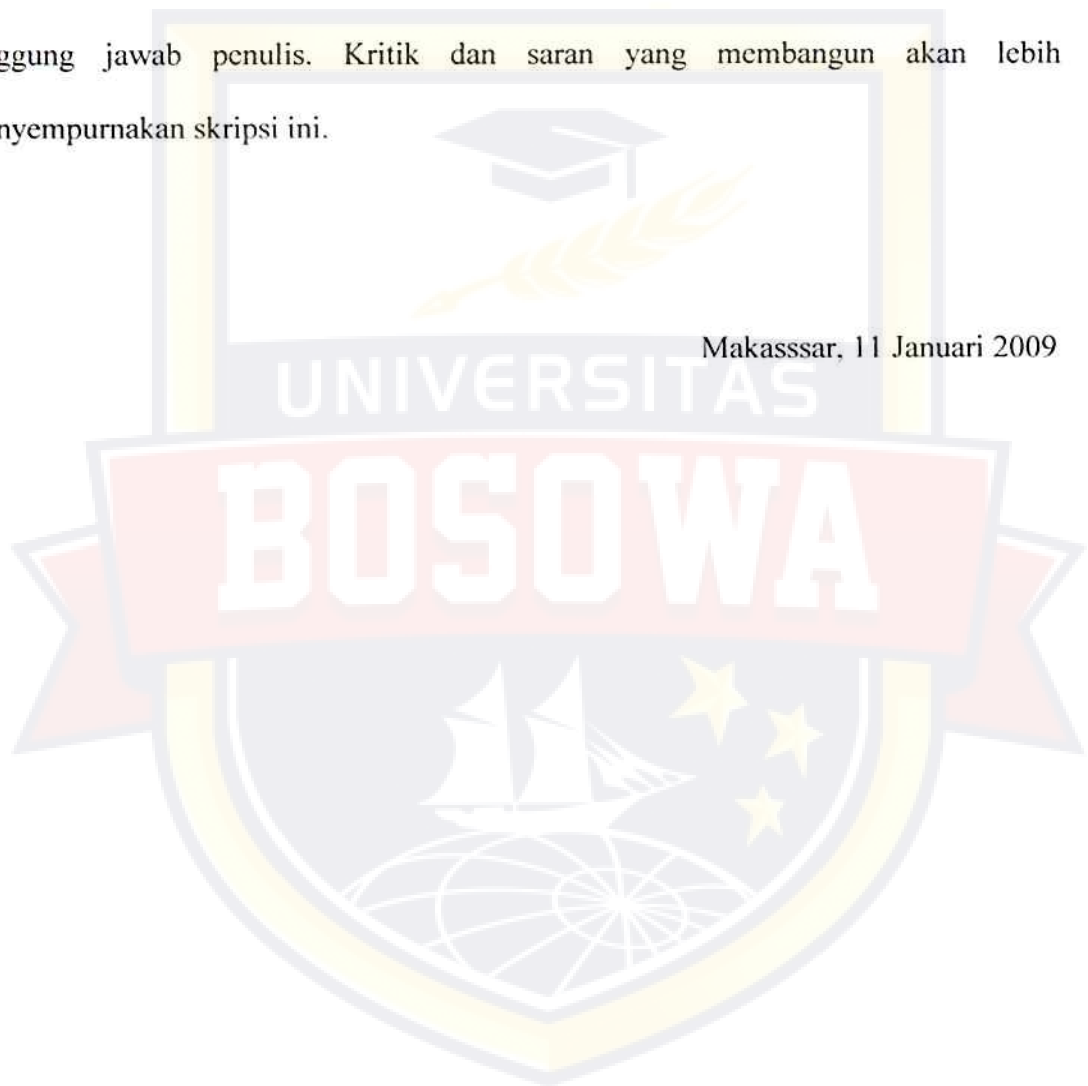 ggung jawab penulis. Kritik dan saran yang membangun akan lebih
nyempurnakan skripsi ini.
Makasssar, 11 Januari 2009
UNIVERSITAS
BOSOWA